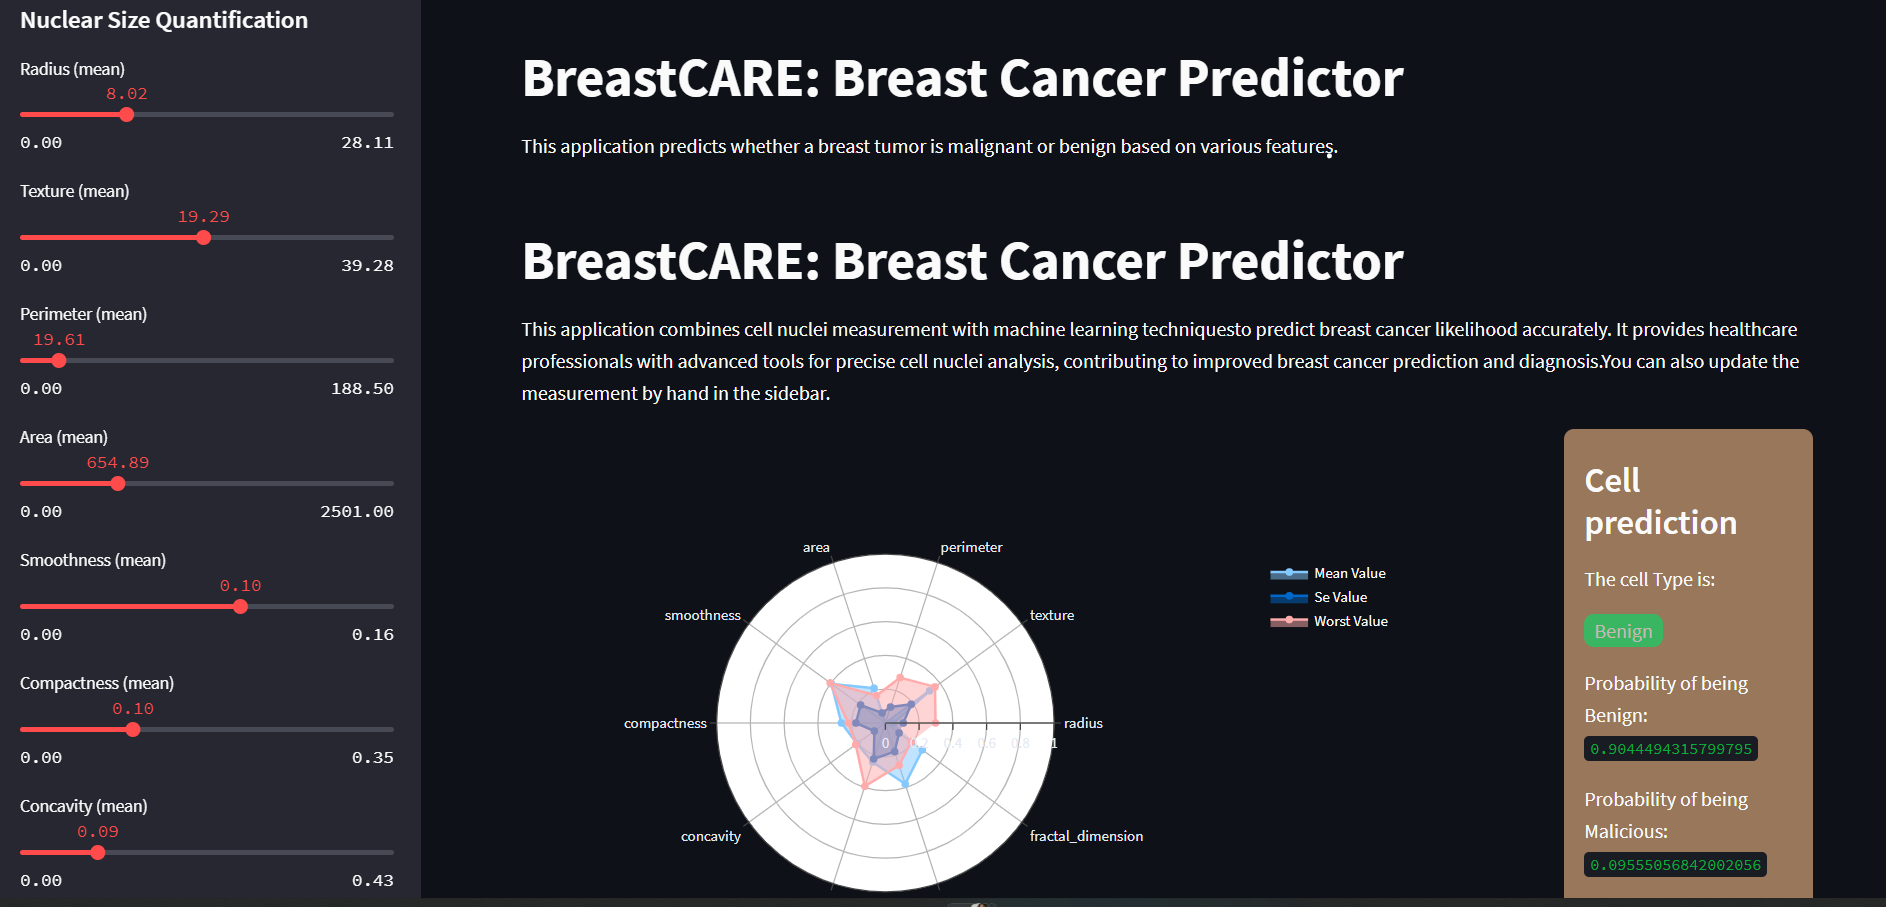 Nuclear Size Quantification
Radius (mean)
8.02
0.00 28.11
Texture (mean)
19.29
0.00 39.28
Perimeter (mean)
19.61
0.00 188.50
Area (mean)
654.89
0.00 2501.00
Smoothness (mean)
0.10
0.00 0.16
Compactness (mean)
0.10
0.00 0.35
Concavity (mean)
0.09
0.00 0.43
BreastCARE: Breast Cancer Predictor
This application predicts whether a breast tumor is malignant or benign based on various features.
BreastCARE: Breast Cancer Predictor
This application combines cell nuclei measurement with machine learning techniquesto predict breast cancer likelihood accurately. It provides healthcare
professionals with advanced tools for precise cell nuclei analysis, contributing to improved breast cancer prediction and diagnosis.You can also update the
measurement by hand in the sidebar.
area perimeter
smoothness texture
compactness radius
0 0.2 0.4 0.6 0.8 1
concavity fractal_dimension
Mean Value
Se Value
Worst Value
Cell
prediction
The cell Type is:
Benign
Probability of being
Benign:
0.9044494315799795
Probability of being
Malicious:
0.09555056842002056